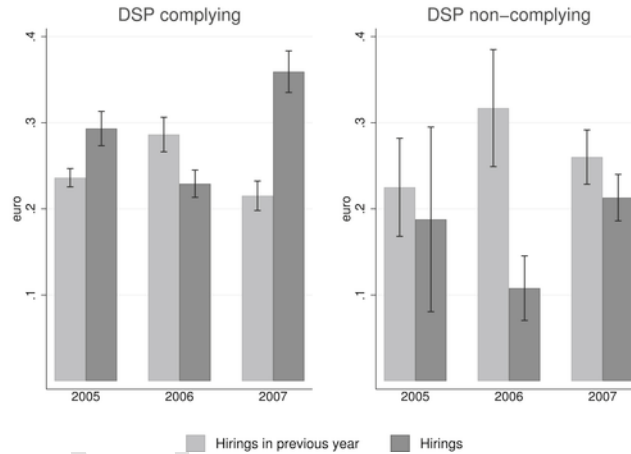 DSP complying
DSP non−complying
euro
.4
.3
.2
.1
2005
2006
2007
euro
.4
.3
.2
.1
2005
2006
2007
Hirings in previous year
Hirings